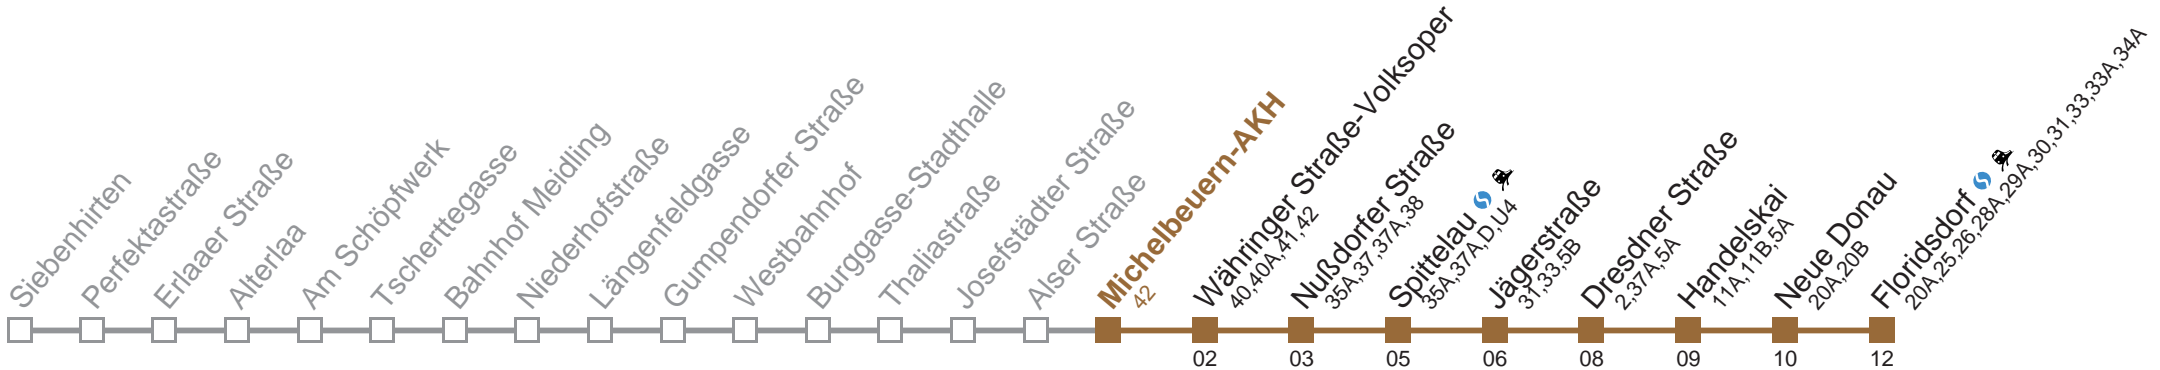 Siebenhirten
Perfektastraße
Erlaaer Straße
Alterlaa
Am Schöpfwerk
Tscherttegasse
Bahnhof Meidling
Niederhofstraße
Längenfeldgasse
Gumpendorfer Straße
Westbahnhof
Burggasse-Stadthalle
Thaliastraße
Josefstädter Straße
Alser Straße
Michelbeuern-AKH
42
Währinger Straße-Volksoper
40,40A,41,42
02
Nußdorfer Straße
35A,37,37A,38
03
Spittelau
35A,37A,D,U4
05
Jägerstraße
31,33,5B
06
Dresdner Straße
2,37A,5A
08
Handelskai
11A,11B,5A
09
Neue Donau
20A,20B
10
Floridsdorf
20A,25,26,28A,29A,30,31,33,33A,34A
12